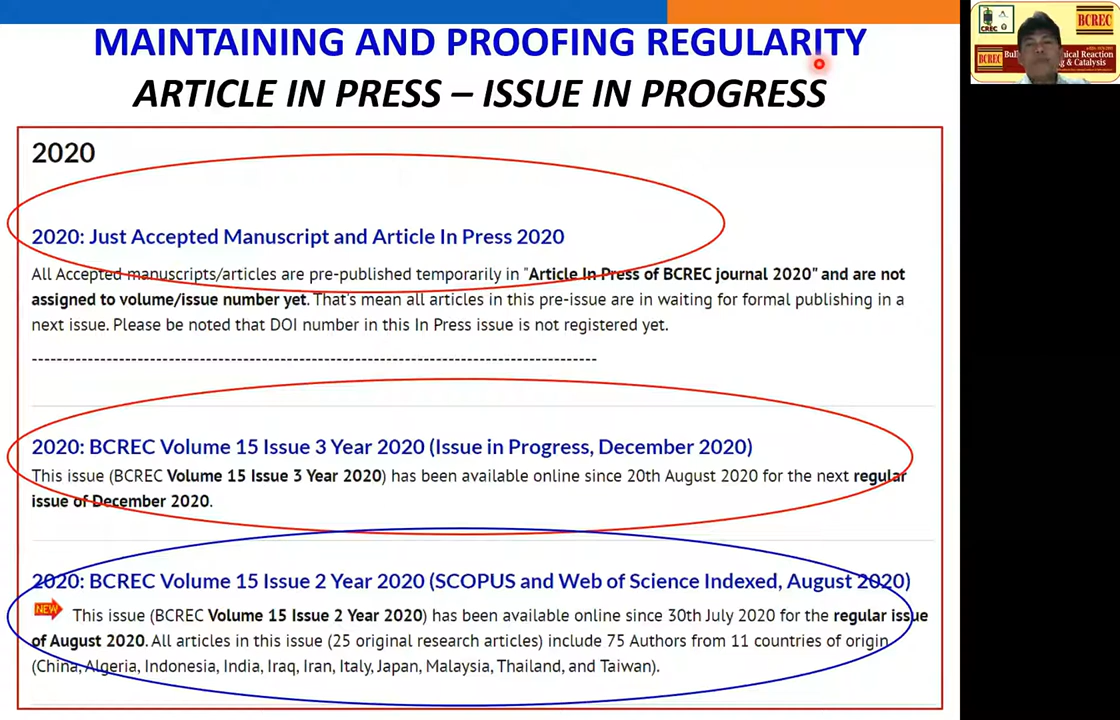 MAINTAINING AND PROOFING REGULARITY
ARTICLE IN PRESS – ISSUE IN PROGRESS
2020
2020: Just Accepted Manuscript and Article In Press 2020
All Accepted manuscripts/articles are pre-published temporarily in "Article In Press of BCREC journal 2020" and are not
assigned to volume/issue number yet. That's mean all articles in this pre-issue are in waiting for formal publishing in a
next issue. Please be noted that DOI number in this In Press issue is not registered yet.
--------------------------------------------------------------------------------
2020: BCREC Volume 15 Issue 3 Year 2020 (Issue in Progress, December 2020)
This issue (BCREC Volume 15 Issue 3 Year 2020) has been available online since 20th August 2020 for the next regular
issue of December 2020.
2020: BCREC Volume 15 Issue 2 Year 2020 (SCOPUS and Web of Science Indexed, August 2020)
NEW This issue (BCREC Volume 15 Issue 2 Year 2020) has been available online since 30th July 2020 for the regular issue
of August 2020. All articles in this issue (25 original research articles) include 75 Authors from 11 countries of origin
(China, Algeria, Indonesia, India, Iraq, Iran, Italy, Japan, Malaysia, Thailand, and Taiwan).
CREC
BCREC
BCREC
Reaction
& Catalysis